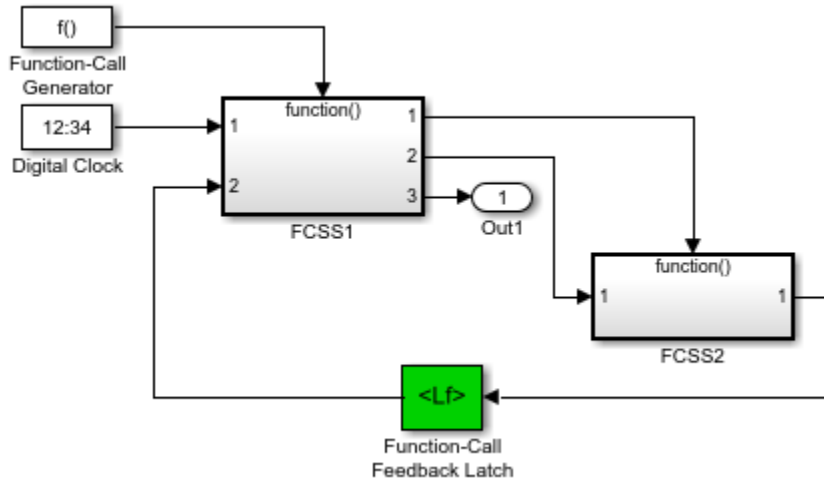 f()
Function-Call
Generator
12:34
Digital Clock
function()
1
2
1
2
3
FCSS1
1
Out1
function()
1
1
FCSS2
<Lf>
Function-Call
Feedback Latch